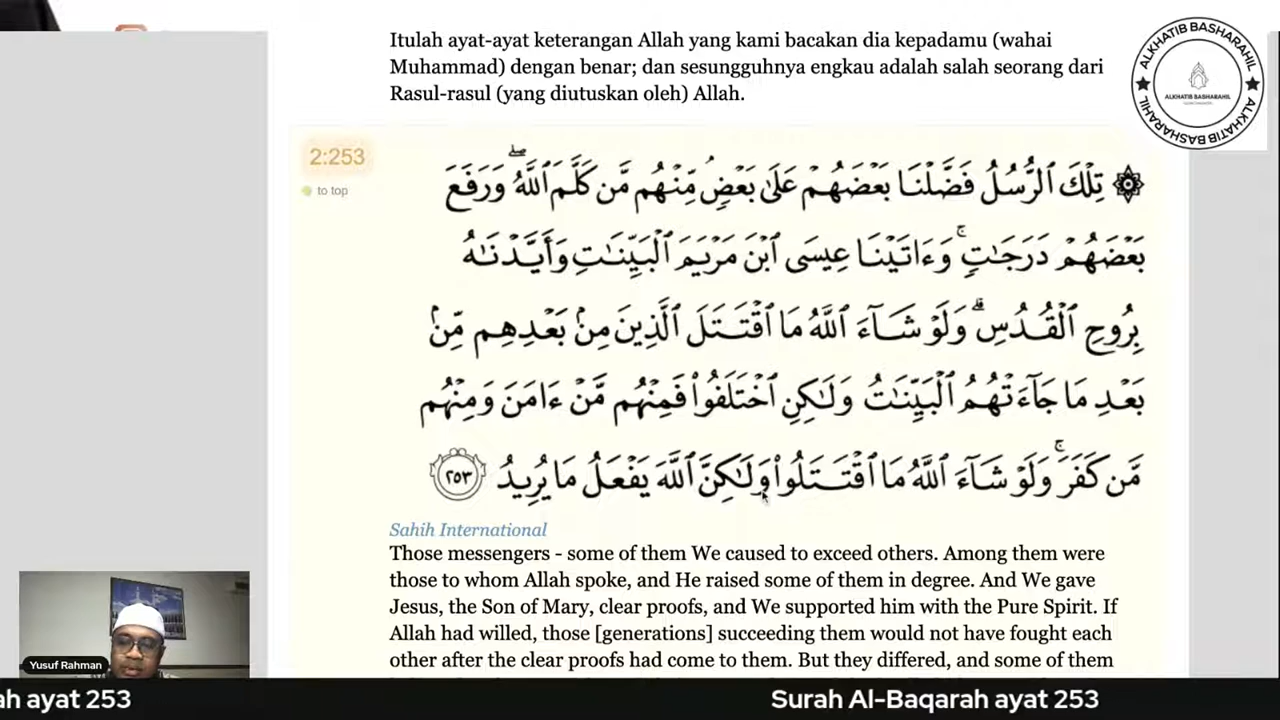 Itulah ayat-ayat keterangan Allah yang kami bacakan dia kepadamu (wahai
Muhammad) dengan benar; dan sesungguhnya engkau adalah salah seorang dari
Rasul-rasul (yang diutuskan oleh) Allah.
ALKHATIB BASHARAHIL
ALKHATIB BASHARAHIL
ALKHATIB BASHARAHIL
2:253
to top
۞ تِلْكَ ٱلرُّسُلُ فَضَّلْنَا بَعْضَهُمْ عَلَىٰ بَعْضٍۢ مِّنْهُم مَّن كَلَّمَ ٱللَّهُ ۖ وَرَفَعَ
بَعْضَهُمْ دَرَجَـٰتٍۢ ۚ وَءَاتَيْنَا عِيسَى ٱبْنَ مَرْيَمَ ٱلْبَيِّنَـٰتِ وَأَيَّدْنَـٰهُ
بِرُوحِ ٱلْقُدُسِ ۗ وَلَوْ شَآءَ ٱللَّهُ مَا ٱقْتَتَلَ ٱلَّذِينَ مِنۢ بَعْدِهِم مِّنۢ
بَعْدِ مَا جَآءَتْهُمُ ٱلْبَيِّنَـٰتُ وَلَـٰكِنِ ٱخْتَلَفُوا۟ فَمِنْهُم مَّنْ ءَامَنَ وَمِنْهُم
مَّن كَفَرَ ۚ وَلَوْ شَآءَ ٱللَّهُ مَا ٱقْتَتَلُوا۟ وَلَـٰكِنَّ ٱللَّهَ يَفْعَلُ مَا يُرِيدُ ٢٥٣
Sahih International
Those messengers - some of them We caused to exceed others. Among them were
those to whom Allah spoke, and He raised some of them in degree. And We gave
Jesus, the Son of Mary, clear proofs, and We supported him with the Pure Spirit. If
Allah had willed, those [generations] succeeding them would not have fought each
other after the clear proofs had come to them. But they differed, and some of them
Yusuf Rahman
ah ayat 253
Surah Al-Baqarah ayat 253